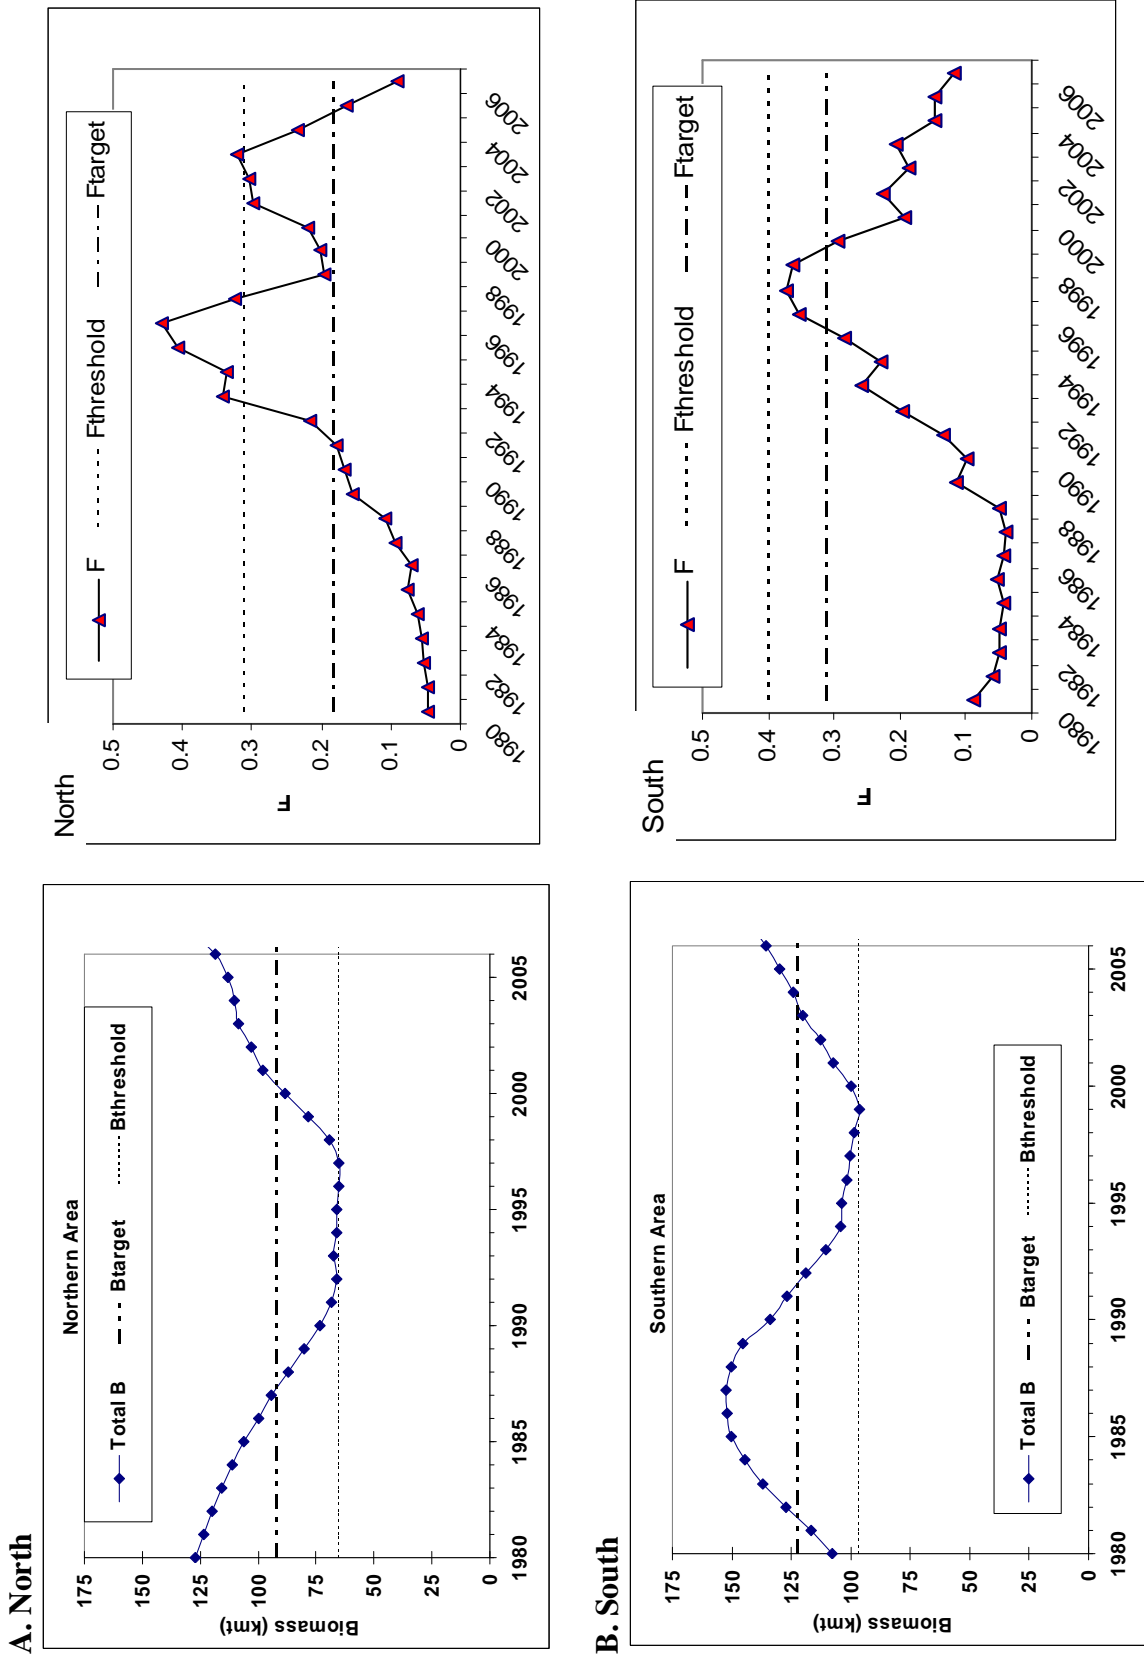 A. North
Northern Area
Total B Btarget Bthreshold
175
150
125
100
75
50
25
0
Biomass (kmt)
1980 1985 1990 1995 2000 2005
North
F Fthreshold Ftarget
0.5
0.4
0.3
0.2
0.1
0
F
1980 1982 1984 1986 1988 1990 1992 1994 1996 1998 2000 2002 2004 2006
B. South
Southern Area
175
150
125
100
75
50
25
0
Biomass (kmt)
Total B Btarget Bthreshold
1980 1985 1990 1995 2000 2005
South
F Fthreshold Ftarget
0.5
0.4
0.3
0.2
0.1
0
F
1980 1982 1984 1986 1988 1990 1992 1994 1996 1998 2000 2002 2004 2006